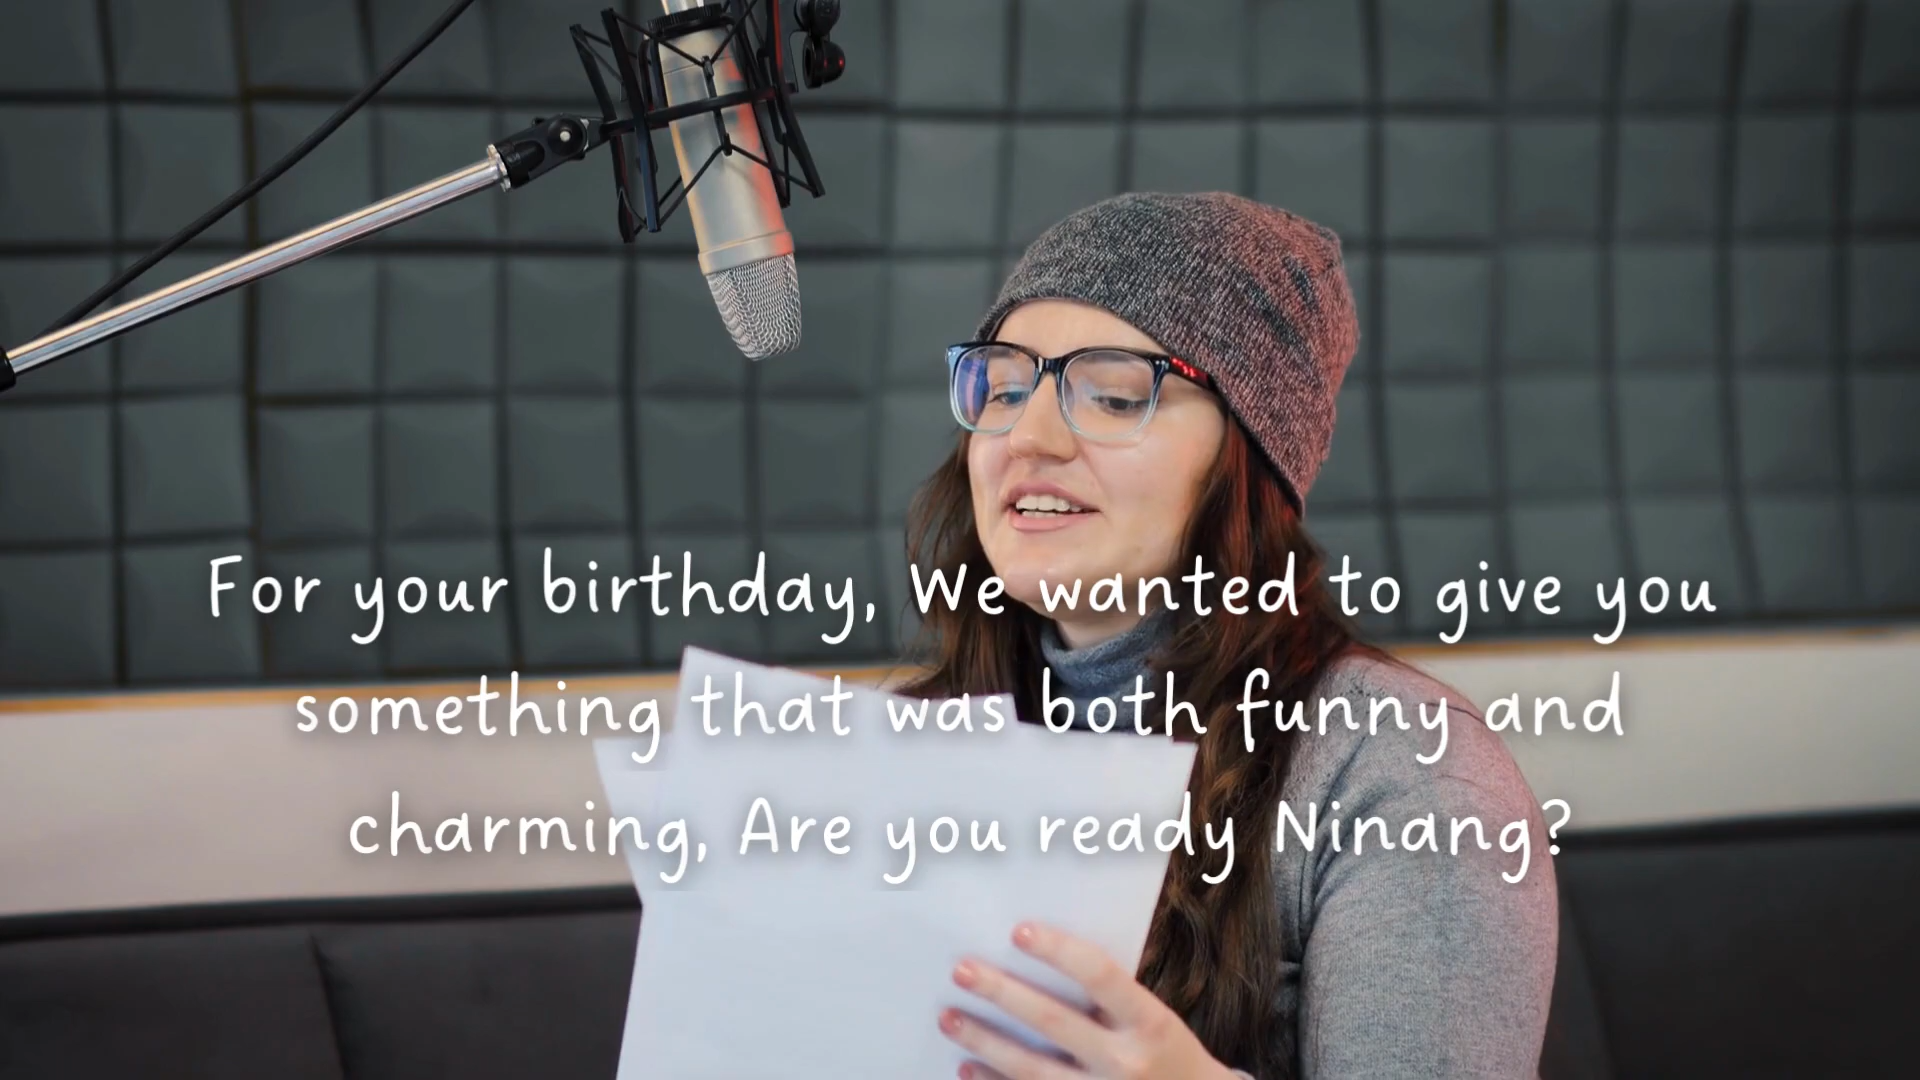 For your birthday, We wanted to give you
something that was both funny and
charming, Are you ready Ninang?